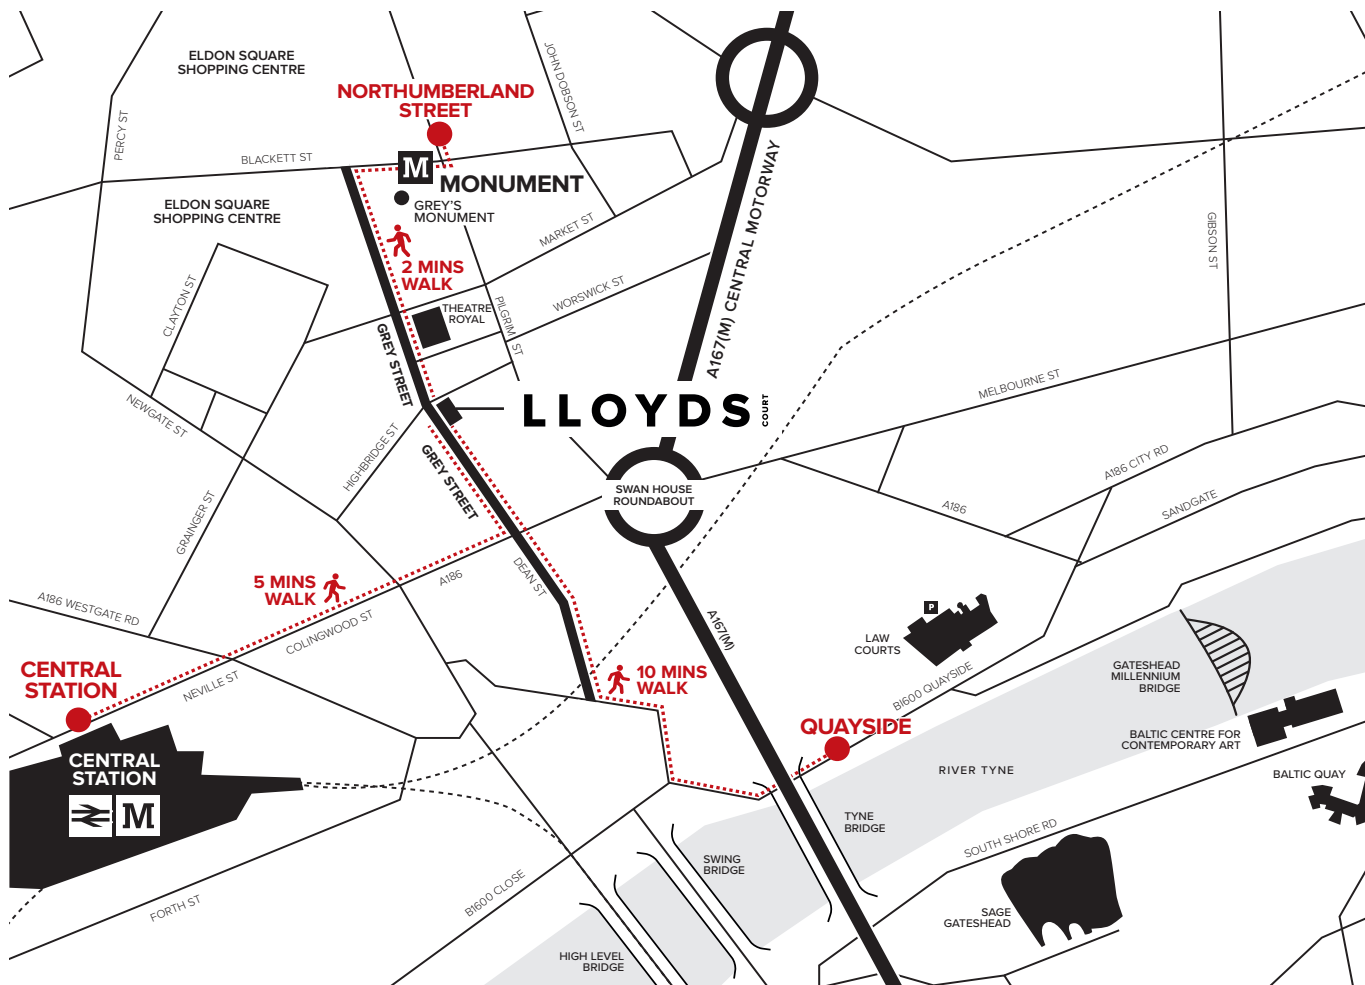 ELDON SQUARE
SHOPPING CENTRE
JOHN DOBSON ST
NORTHUMBERLAND
STREET
PERCY ST
BLACKETT ST
M
MONUMENT
GREY'S
MONUMENT
ELDON SQUARE
SHOPPING CENTRE
MARKET ST
A167(M) CENTRAL MOTORWAY
GIBSON ST
2 MINS
WALK
CLAYTON ST
WORSWICK ST
THEATRE
ROYAL
PILGRIM ST
GREY STREET
MELBOURNE ST
LLOYDS
COURT
NEWGATE ST
HIGHBRIDGE ST
GREY STREET
A186 CITY RD
SWAN HOUSE
ROUNDABOUT
SANDGATE
A186
GRAINGER ST
5 MINS
WALK
A186
DEAN ST
A186 WESTGATE RD
COLINGWOOD ST
A167(M)
P
LAW
COURTS
CENTRAL
STATION
NEVILLE ST
10 MINS
WALK
GATESHEAD
MILLENNIUM
BRIDGE
B1600 QUAYSIDE
QUAYSIDE
BALTIC CENTRE FOR
CONTEMPORARY ART
CENTRAL
STATION
M
RIVER TYNE
BALTIC QUAY
TYNE
BRIDGE
SOUTH SHORE RD
SWING
BRIDGE
B1600 CLOSE
FORTH ST
SAGE
GATESHEAD
HIGH LEVEL
BRIDGE